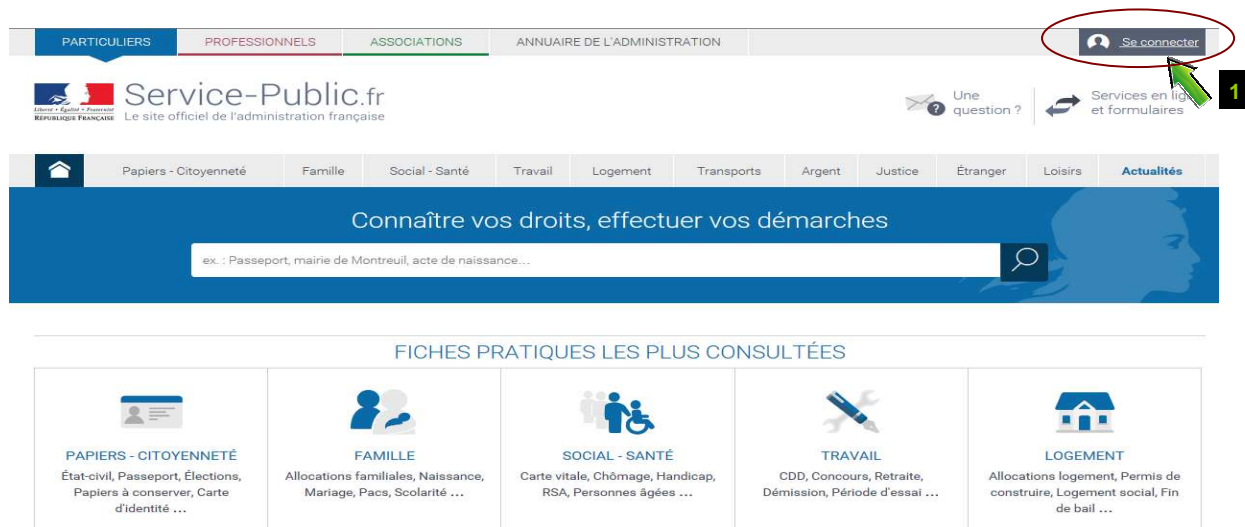 PARTICULIERS PROFESSIONNELS ASSOCIATIONS ANNUAIRE DE L'ADMINISTRATION Se connecter
1
Liberté • Égalité • Fraternité
RÉPUBLIQUE FRANÇAISE
Service-Public.fr
Le site officiel de l'administration française
Une question ?
Services en lig
et formulaires
Papiers - Citoyenneté Famille Social - Santé Travail Logement Transports Argent Justice Étranger Loisirs Actualités
Connaître vos droits, effectuer vos démarches
ex. : Passeport, mairie de Montreuil, acte de naissance...
FICHES PRATIQUES LES PLUS CONSULTÉES
PAPIERS - CITOYENNETÉ
État-civil, Passeport, Élections,
Papiers à conserver, Carte
d'identité ...
FAMILLE
Allocations familiales, Naissance,
Mariage, Pacs, Scolarité ...
SOCIAL - SANTÉ
Carte vitale, Chômage, Handicap,
RSA, Personnes âgées ...
TRAVAIL
CDD, Concours, Retraite,
Démission, Période d'essai ...
LOGEMENT
Allocations logement, Permis de
construire, Logement social, Fin
de bail ...